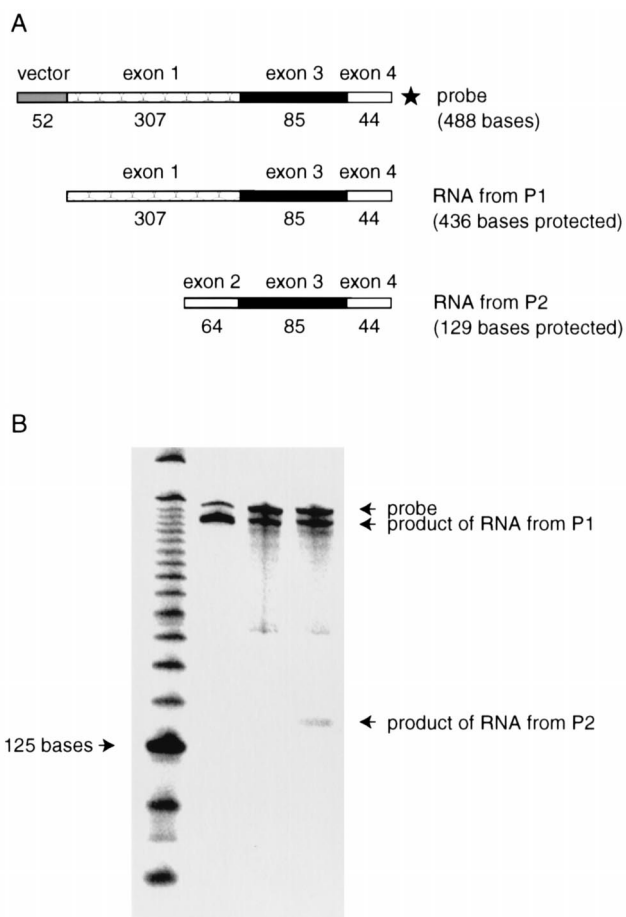 A
vector exon 1 exon 3 exon 4
probe
52 307 85 44 (488 bases)
exon 1 exon 3 exon 4
RNA from P1
307 85 44 (436 bases protected)
exon 2 exon 3 exon 4
RNA from P2
64 85 44 (129 bases protected)
B
probe
product of RNA from P1
product of RNA from P2
125 bases